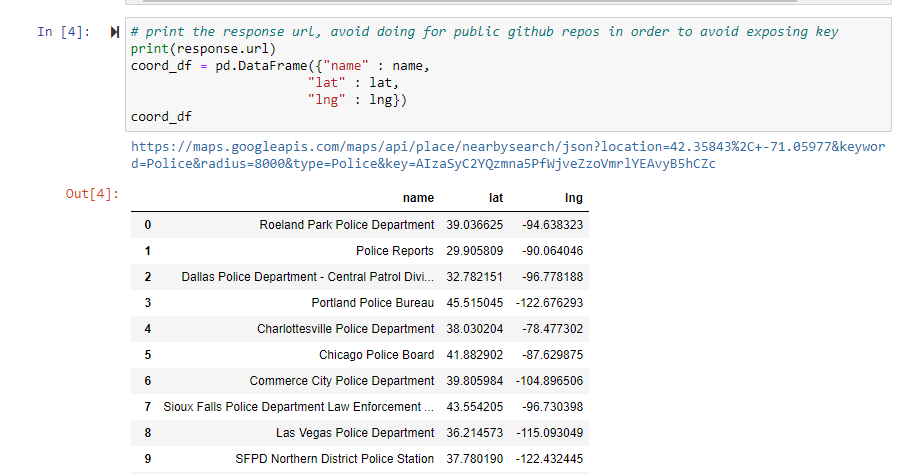 In [4]:
# print the response url, avoid doing for public github repos in order to avoid exposing key
print(response.url)
coord_df = pd.DataFrame({"name" : name,
"lat" : lat,
"lng" : lng})
coord_df
https://maps.googleapis.com/maps/api/place/nearbysearch/json?location=42.35843%2C+-71.05977&keywor
d=Police&radius=8000&type=Police&key=AIzaSyC2YQzmna5PfWjveZzoVmrlYEAvyB5hCZc
Out[4]:
name lat lng
0 Roeland Park Police Department 39.036625 -94.638323
1 Police Reports 29.905809 -90.064046
2 Dallas Police Department - Central Patrol Divi... 32.782151 -96.778188
3 Portland Police Bureau 45.515045 -122.676293
4 Charlottesville Police Department 38.030204 -78.477302
5 Chicago Police Board 41.882902 -87.629875
6 Commerce City Police Department 39.805984 -104.896506
7 Sioux Falls Police Department Law Enforcement ... 43.554205 -96.730398
8 Las Vegas Police Department 36.214573 -115.093049
9 SFPD Northern District Police Station 37.780190 -122.432445